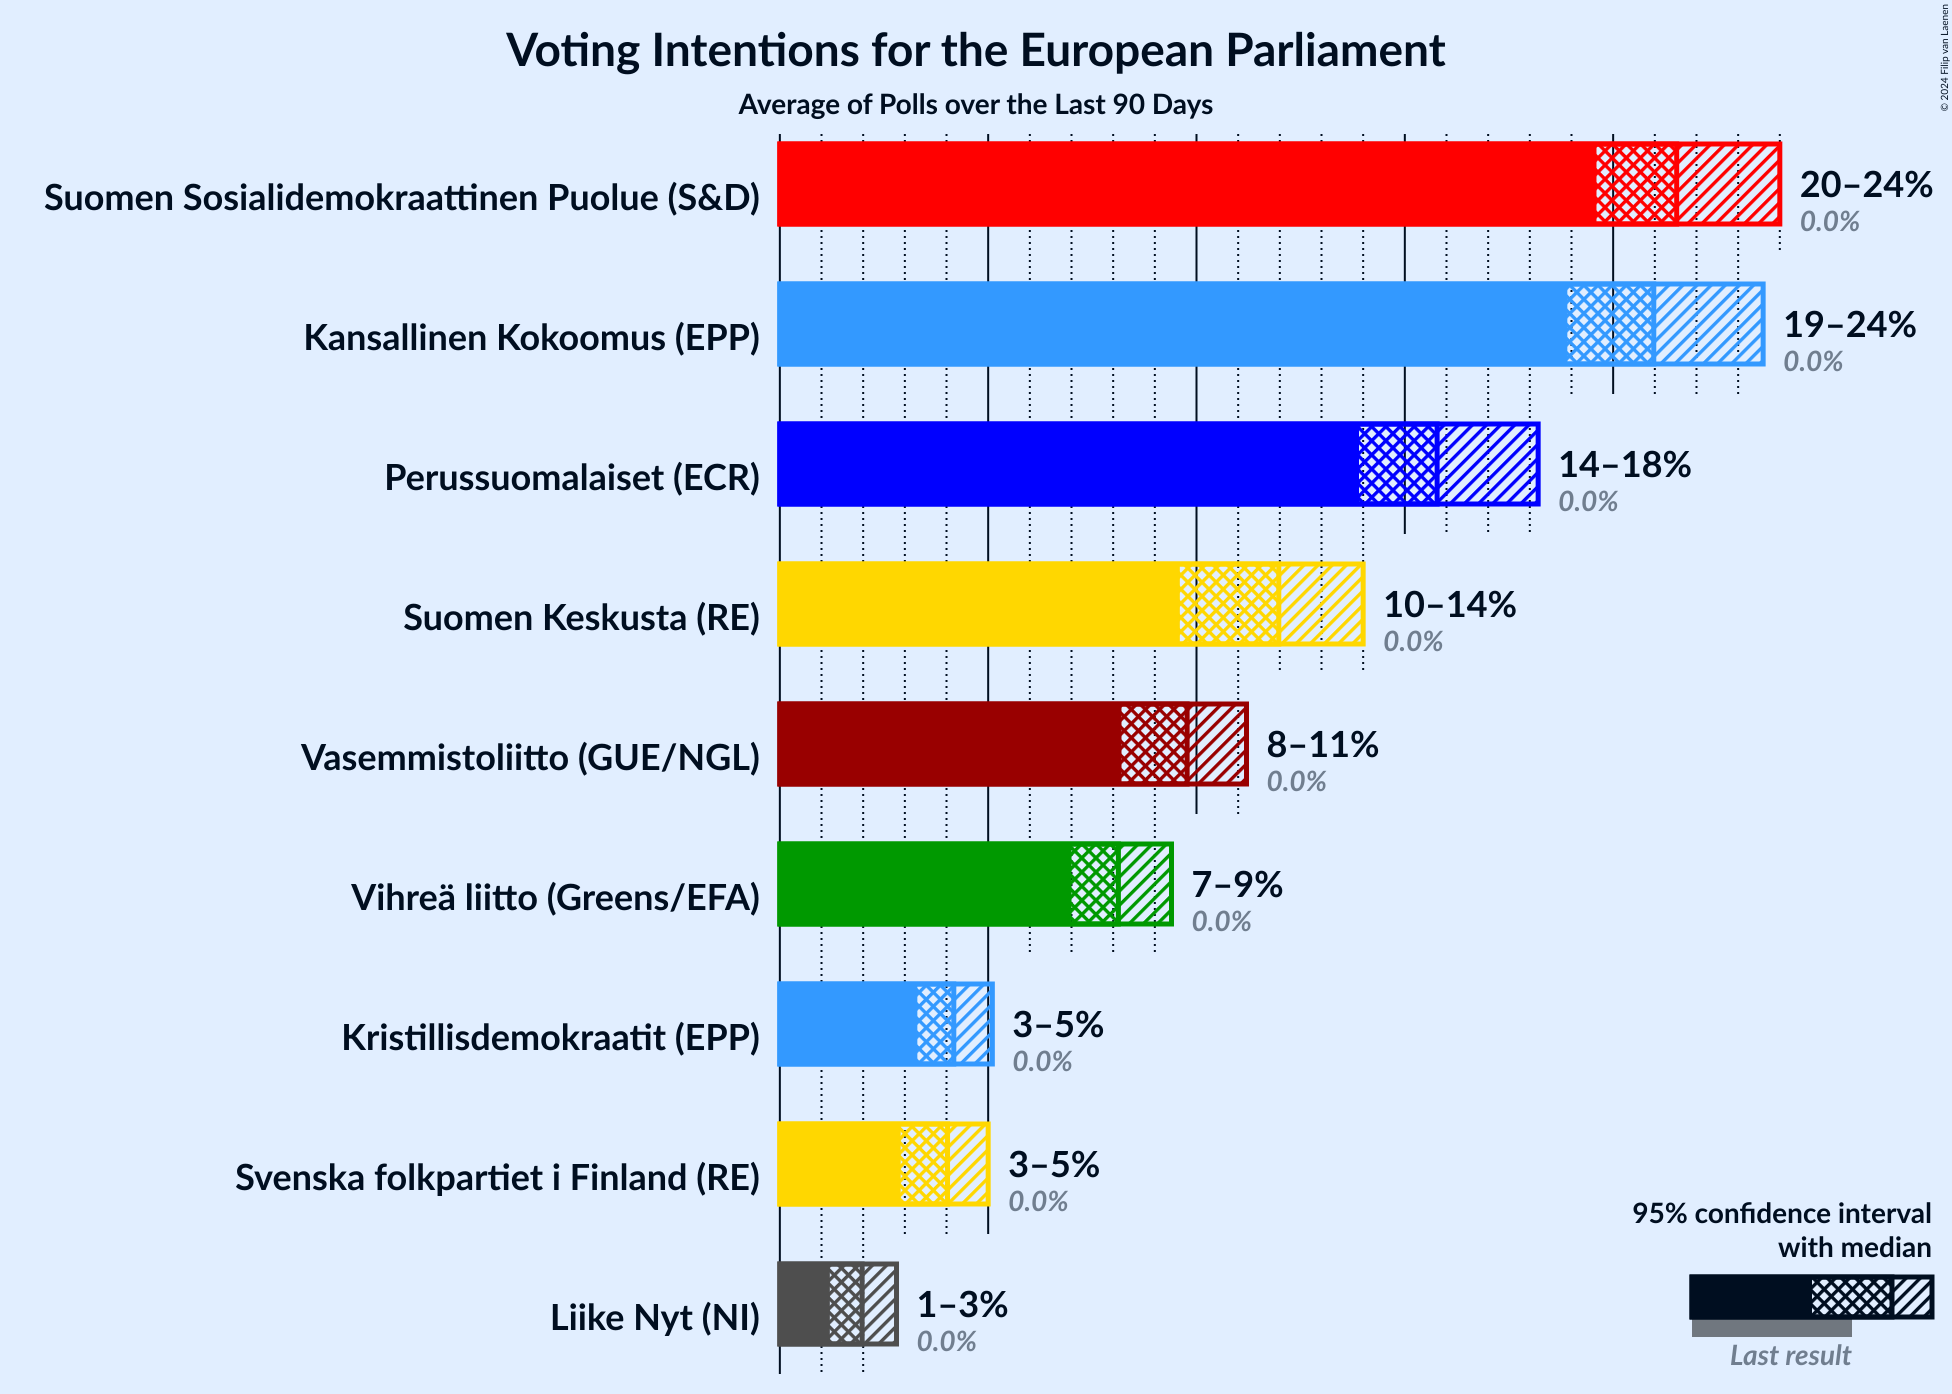 Voting Intentions for the European Parliament
Average of Polls over the Last 90 Days
© 2024 Filip van Laenen
Suomen Sosialidemokraattinen Puolue (S&D)
20–24%
0.0%
Kansallinen Kokoomus (EPP)
19–24%
0.0%
Perussuomalaiset (ECR)
14–18%
0.0%
Suomen Keskusta (RE)
10–14%
0.0%
Vasemmistoliitto (GUE/NGL)
8–11%
0.0%
Vihreä liitto (Greens/EFA)
7–9%
0.0%
Kristillisdemokraatit (EPP)
3–5%
0.0%
Svenska folkpartiet i Finland (RE)
3–5%
0.0%
Liike Nyt (NI)
1–3%
0.0%
95% confidence interval
with median
Last result